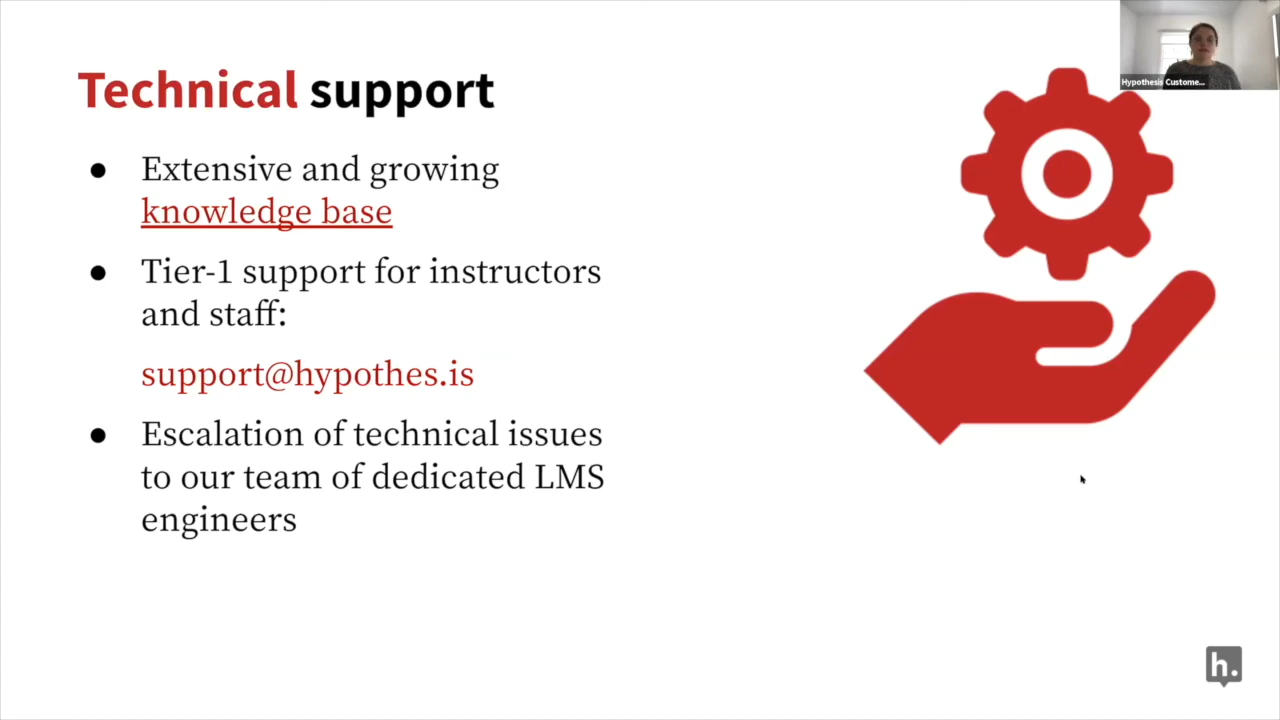 Hypothesis Custome...
Technical support
● Extensive and growing
knowledge base
● Tier-1 support for instructors
and staff:
support@hypothes.is
● Escalation of technical issues
to our team of dedicated LMS
engineers
h.